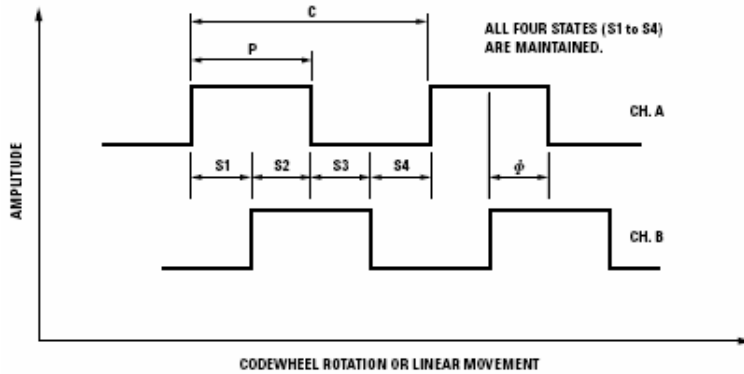 C
ALL FOUR STATES (S1 to S4)
ARE MAINTAINED.
P
CH. A
S1 S2 S3 S4 ϕ
AMPLITUDE
CH. B
CODEWHEEL ROTATION OR LINEAR MOVEMENT